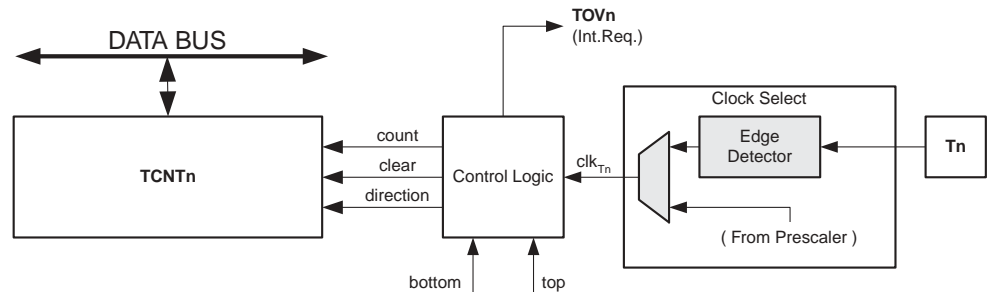 TOVn
(Int.Req.)
DATA BUS
Clock Select
count
Edge
Detector
Tn
TCNTn
clear
Control Logic
clkTn
direction
( From Prescaler )
bottom
top